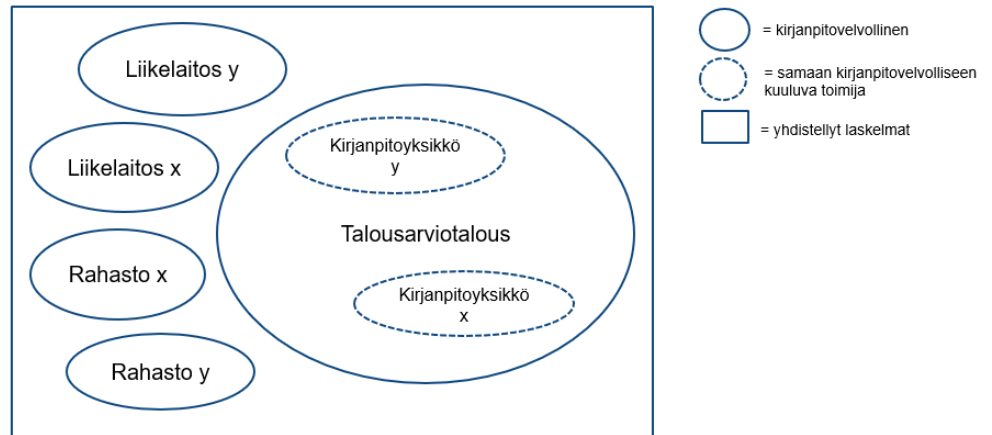 Liikelaitos y
Liikelaitos x
Rahasto x
Rahasto y
Kirjanpitoyksikkö
y
Talousarviotalous
Kirjanpitoyksikkö
x
= kirjanpitovelvollinen
= samaan kirjanpitovelvolliseen
kuuluva toimija
= yhdistellyt laskelmat